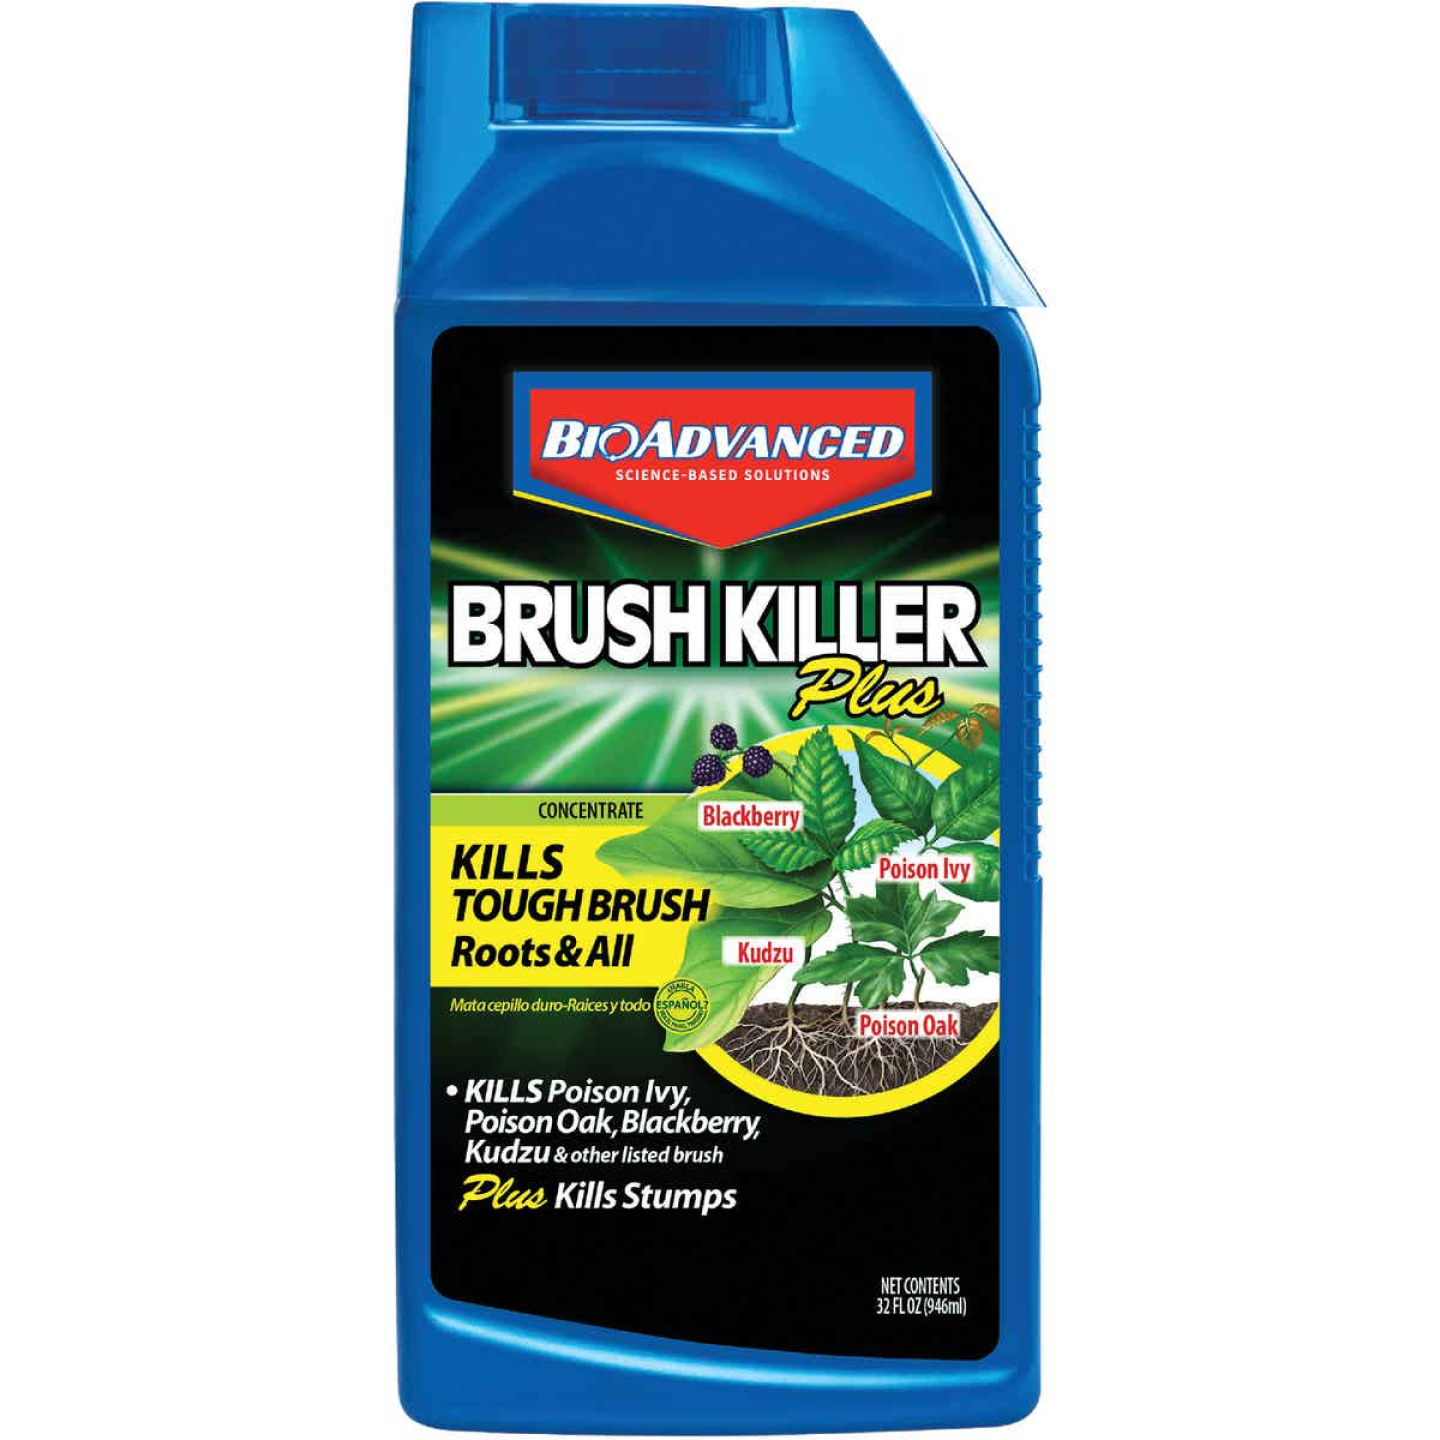 BIOADVANCED
SCIENCE-BASED SOLUTIONS
BRUSH KILLER
Plus
CONCENTRATE
KILLS
TOUGH BRUSH
Roots & All
Mata cepillo duro-Raices y todo
¿HABLA
ESPAÑOL?
Blackberry
Poison Ivy
Kudzu
Poison Oak
• KILLS Poison Ivy,
Poison Oak, Blackberry,
Kudzu & other listed brush
Plus Kills Stumps
NET CONTENTS
32 FL OZ (946ml)